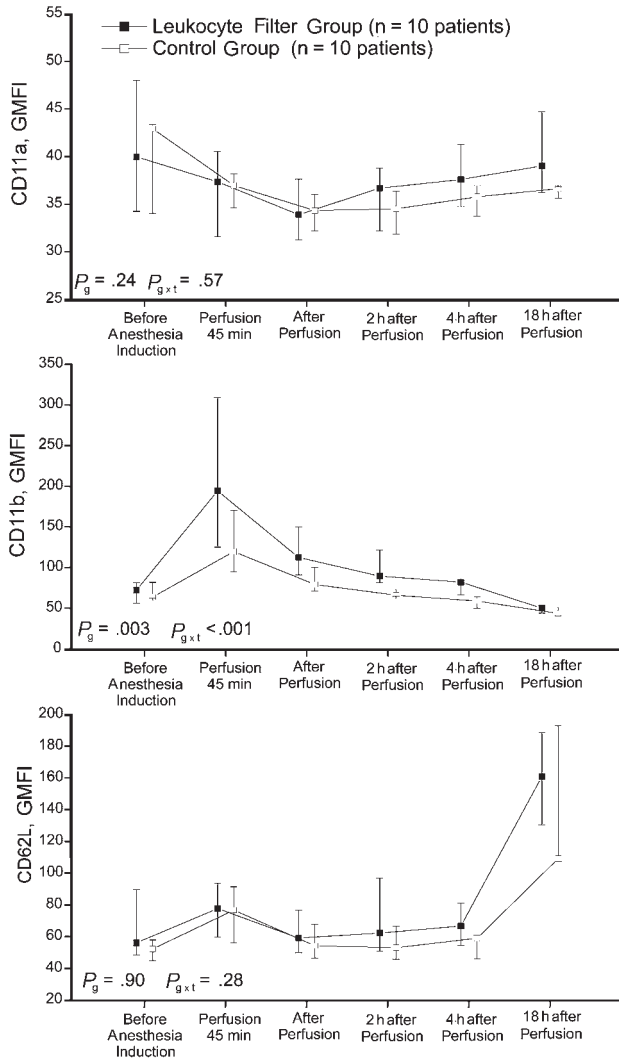 Leukocyte Filter Group (n = 10 patients)
Control Group (n = 10 patients)
CD11a, GMFI
55
50
45
40
35
30
25
Pg = .24 Pg x t = .57
Before Anesthesia Induction
Perfusion 45 min
After Perfusion
2 h after Perfusion
4 h after Perfusion
18 h after Perfusion
CD11b, GMFI
350
300
250
200
150
100
50
0
Pg = .003 Pg x t <.001
Before Anesthesia Induction
Perfusion 45 min
After Perfusion
2 h after Perfusion
4 h after Perfusion
18 h after Perfusion
CD62L, GMFI
200
180
160
140
120
100
80
60
40
20
Pg = .90 Pg x t = .28
Before Anesthesia Induction
Perfusion 45 min
After Perfusion
2 h after Perfusion
4 h after Perfusion
18 h after Perfusion